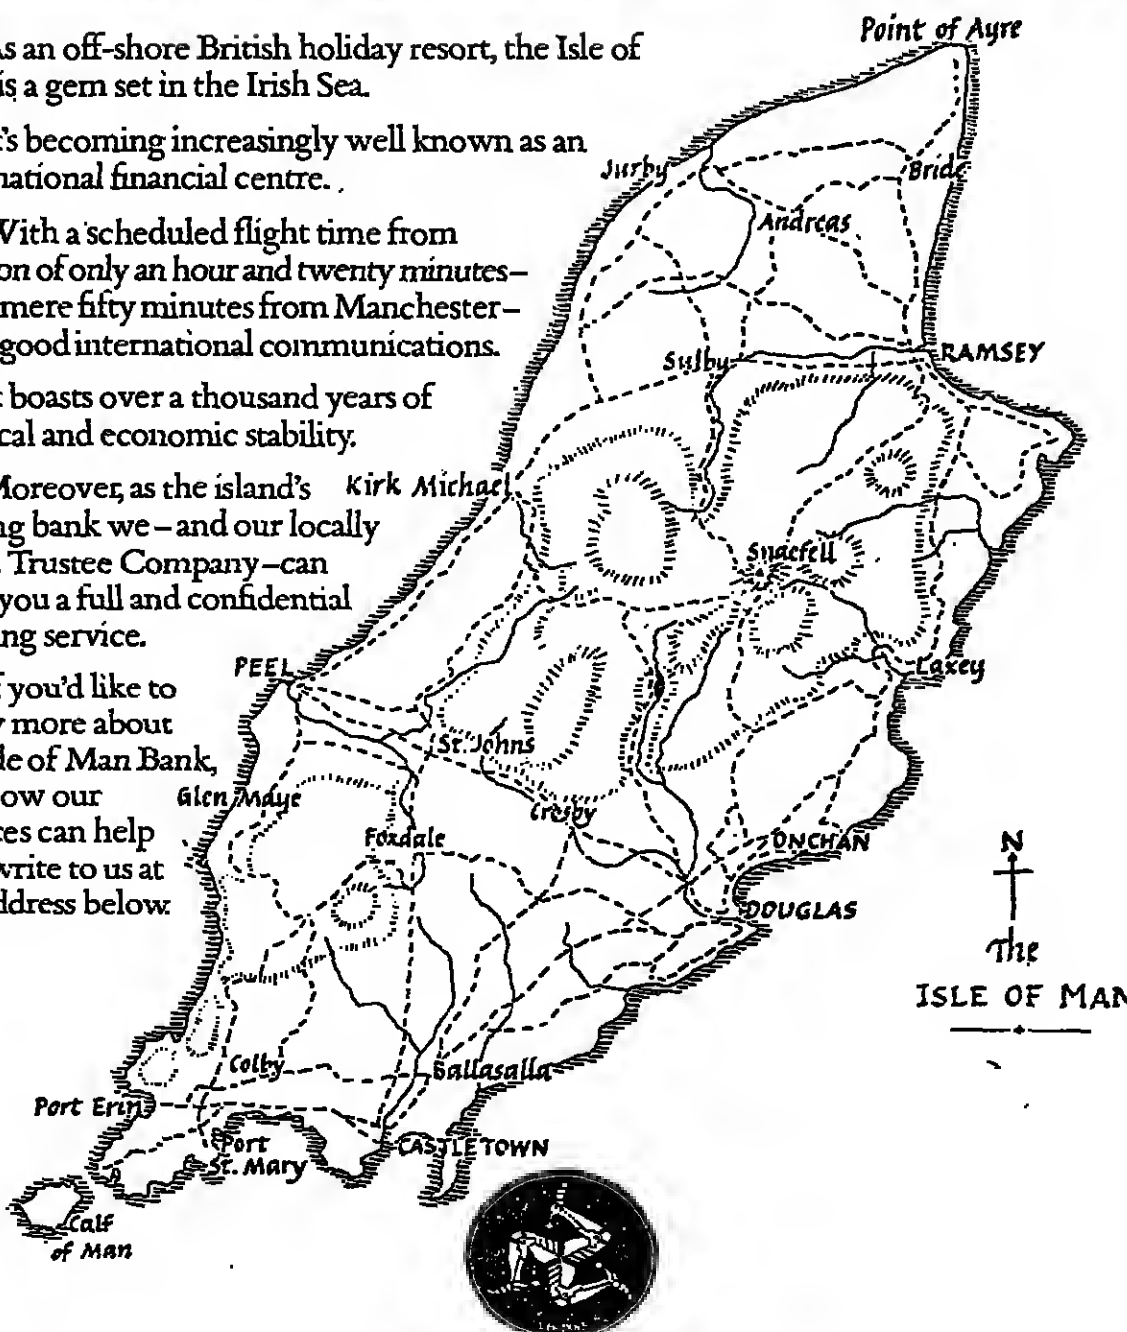 As an off-shore British holiday resort, the Isle of
is a gem set in the Irish Sea.
's becoming increasingly well known as an
national financial centre.
With a scheduled flight time from
on of only an hour and twenty minutes–
mere fifty minutes from Manchester–
good international communications.
t boasts over a thousand years of
cal and economic stability.
Moreover, as the island's
ng bank we – and our locally
. Trustee Company – can
you a full and confidential
ng service.
f you'd like to
w more about
le of Man Bank,
ow our
ces can help
write to us at
ddress below.
Point of Ayre
Jurby
Bride
Andreas
Sulby
RAMSEY
Kirk Michael
Snaefell
PEEL
Laxey
St. Johns
Glen Maye
Crosby
Foxdale
ONCHAN
DOUGLAS
N
The
ISLE OF MAN
Colby
Ballasalla
Port Erin
Port
St. Mary
CASTLETOWN
Calf
of Man